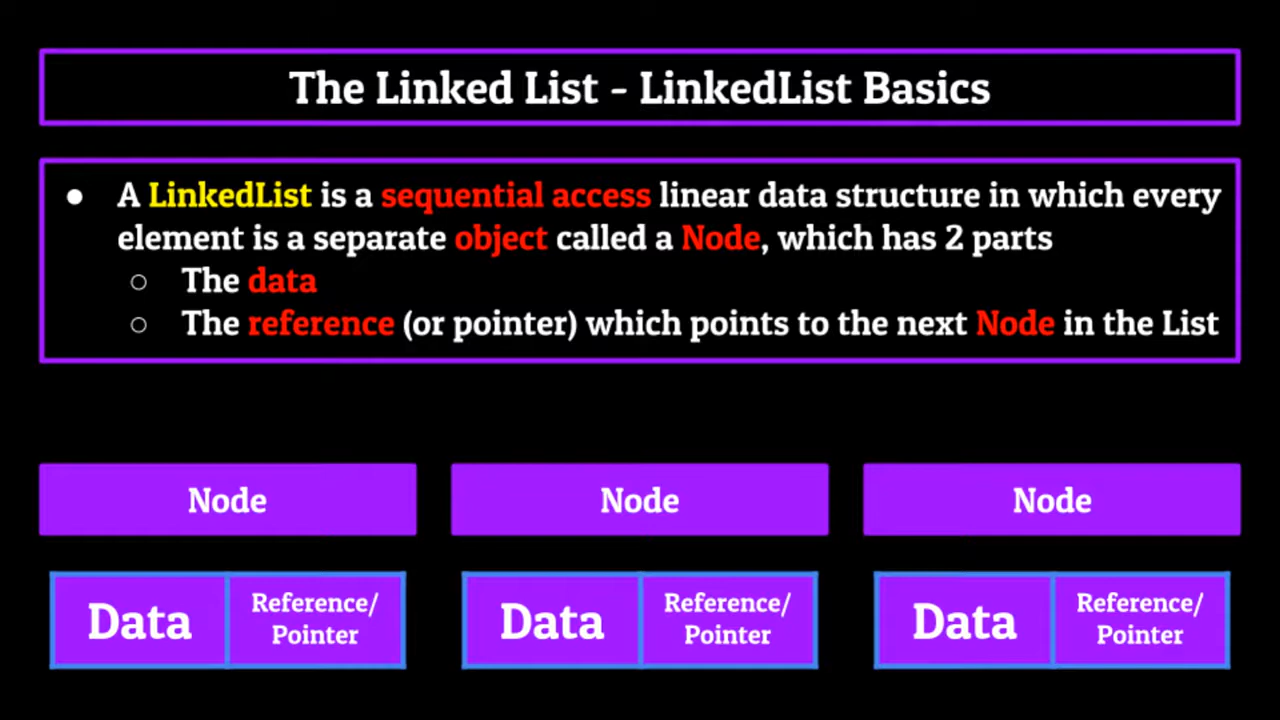 The Linked List - LinkedList Basics
● A LinkedList is a sequential access linear data structure in which every
element is a separate object called a Node, which has 2 parts
○ The data
○ The reference (or pointer) which points to the next Node in the List
Node
Node
Node
Data
Reference/
Pointer
Data
Reference/
Pointer
Data
Reference/
Pointer